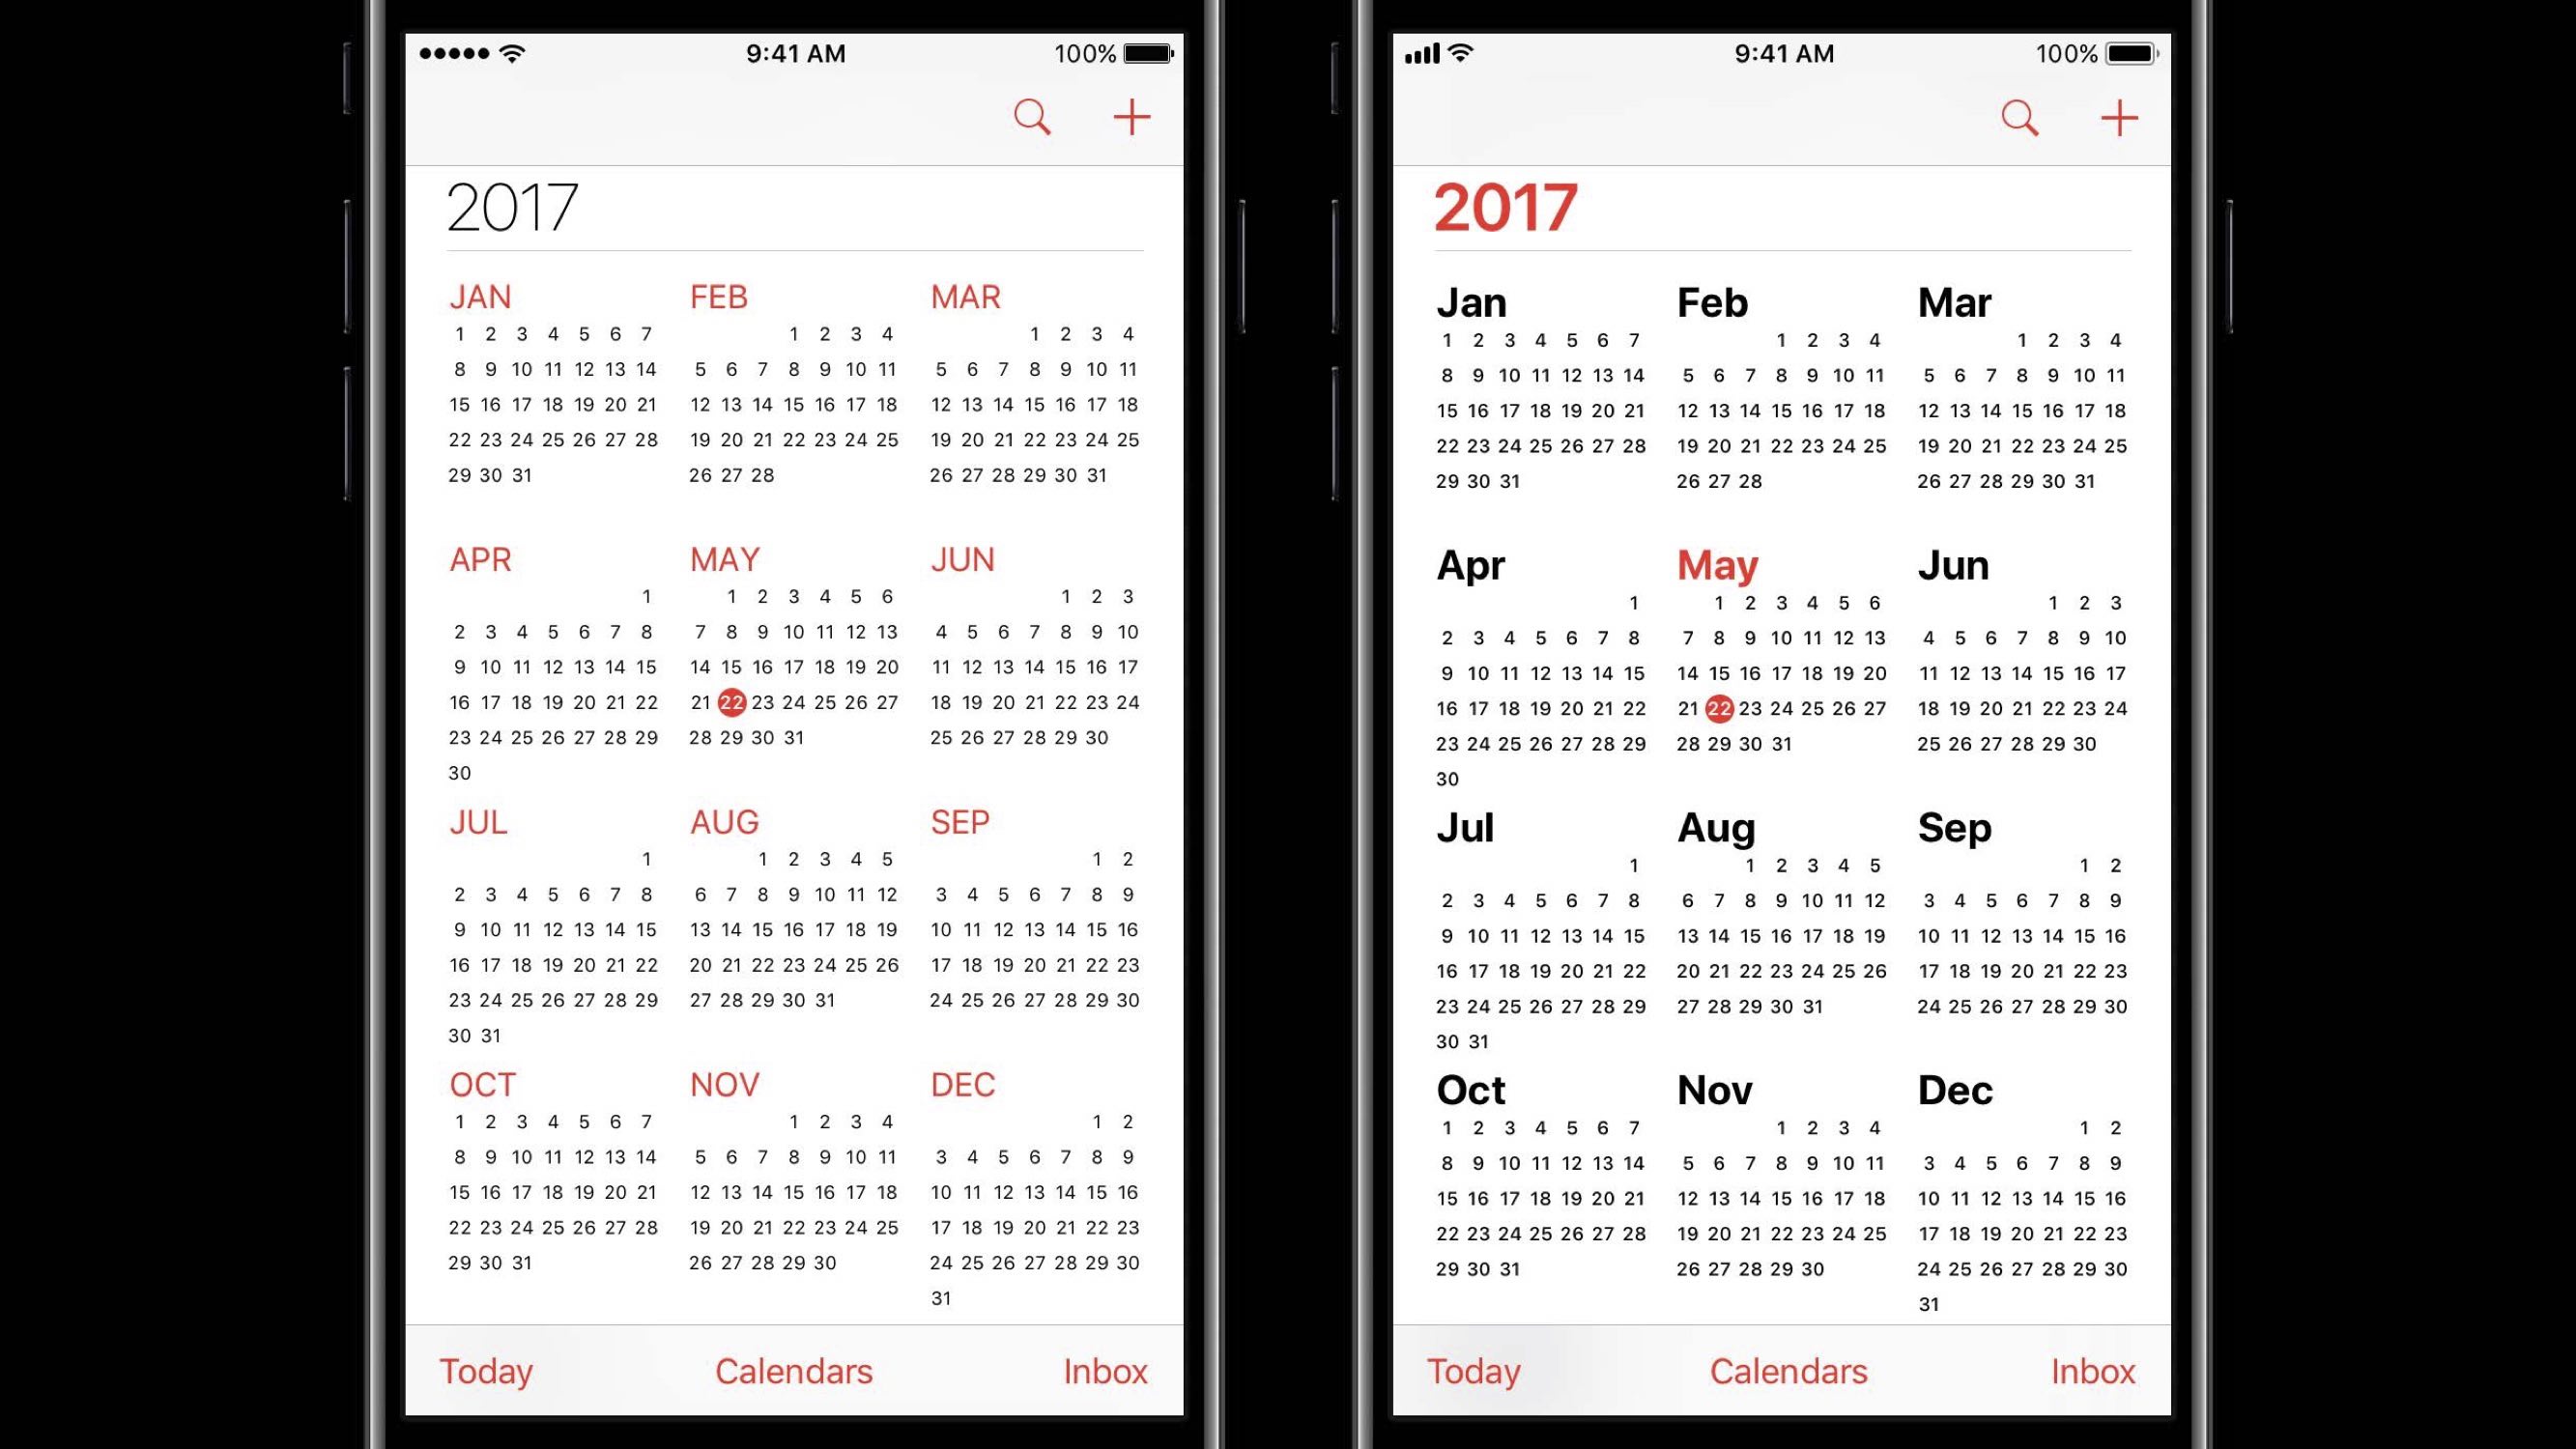 9:41 AM 100%
2017
JAN FEB MAR
1 2 3 4 5 6 7 1 2 3 4 1 2 3 4
8 9 10 11 12 13 14 5 6 7 8 9 10 11 5 6 7 8 9 10 11
15 16 17 18 19 20 21 12 13 14 15 16 17 18 12 13 14 15 16 17 18
22 23 24 25 26 27 28 19 20 21 22 23 24 25 19 20 21 22 23 24 25
29 30 31 26 27 28 26 27 28 29 30 31
APR MAY JUN
1 1 2 3 4 5 6 1 2 3
2 3 4 5 6 7 8 7 8 9 10 11 12 13 4 5 6 7 8 9 10
9 10 11 12 13 14 15 14 15 16 17 18 19 20 11 12 13 14 15 16 17
16 17 18 19 20 21 22 21 22 23 24 25 26 27 18 19 20 21 22 23 24
23 24 25 26 27 28 29 28 29 30 31 25 26 27 28 29 30
30
JUL AUG SEP
1 1 2 3 4 5 1 2
2 3 4 5 6 7 8 6 7 8 9 10 11 12 3 4 5 6 7 8 9
9 10 11 12 13 14 15 13 14 15 16 17 18 19 10 11 12 13 14 15 16
16 17 18 19 20 21 22 20 21 22 23 24 25 26 17 18 19 20 21 22 23
23 24 25 26 27 28 29 27 28 29 30 31 24 25 26 27 28 29 30
30 31
OCT NOV DEC
1 2 3 4 5 6 7 1 2 3 4 1 2
8 9 10 11 12 13 14 5 6 7 8 9 10 11 3 4 5 6 7 8 9
15 16 17 18 19 20 21 12 13 14 15 16 17 18 10 11 12 13 14 15 16
22 23 24 25 26 27 28 19 20 21 22 23 24 25 17 18 19 20 21 22 23
29 30 31 26 27 28 29 30 24 25 26 27 28 29 30
31
Today Calendars Inbox
9:41 AM 100%
2017
Jan Feb Mar
1 2 3 4 5 6 7 1 2 3 4 1 2 3 4
8 9 10 11 12 13 14 5 6 7 8 9 10 11 5 6 7 8 9 10 11
15 16 17 18 19 20 21 12 13 14 15 16 17 18 12 13 14 15 16 17 18
22 23 24 25 26 27 28 19 20 21 22 23 24 25 19 20 21 22 23 24 25
29 30 31 26 27 28 26 27 28 29 30 31
Apr May Jun
1 1 2 3 4 5 6 1 2 3
2 3 4 5 6 7 8 7 8 9 10 11 12 13 4 5 6 7 8 9 10
9 10 11 12 13 14 15 14 15 16 17 18 19 20 11 12 13 14 15 16 17
16 17 18 19 20 21 22 21 22 23 24 25 26 27 18 19 20 21 22 23 24
23 24 25 26 27 28 29 28 29 30 31 25 26 27 28 29 30
30
Jul Aug Sep
1 1 2 3 4 5 1 2
2 3 4 5 6 7 8 6 7 8 9 10 11 12 3 4 5 6 7 8 9
9 10 11 12 13 14 15 13 14 15 16 17 18 19 10 11 12 13 14 15 16
16 17 18 19 20 21 22 20 21 22 23 24 25 26 17 18 19 20 21 22 23
23 24 25 26 27 28 29 27 28 29 30 31 24 25 26 27 28 29 30
30 31
Oct Nov Dec
1 2 3 4 5 6 7 1 2 3 4 1 2
8 9 10 11 12 13 14 5 6 7 8 9 10 11 3 4 5 6 7 8 9
15 16 17 18 19 20 21 12 13 14 15 16 17 18 10 11 12 13 14 15 16
22 23 24 25 26 27 28 19 20 21 22 23 24 25 17 18 19 20 21 22 23
29 30 31 26 27 28 29 30 24 25 26 27 28 29 30
31
Today Calendars Inbox